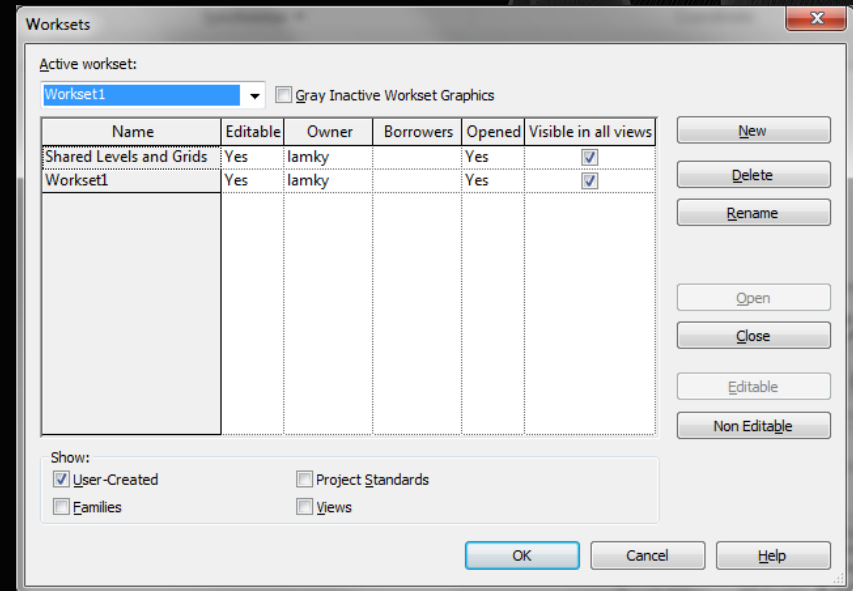 Worksets
Active workset:
Workset1
Gray Inactive Workset Graphics
Name Editable Owner Borrowers Opened Visible in all views
Shared Levels and Grids Yes lamky Yes
Workset1 Yes lamky Yes
New
Delete
Rename
Open
Close
Editable
Non Editable
Show:
User-Created Project Standards
Families Views
OK Cancel Help